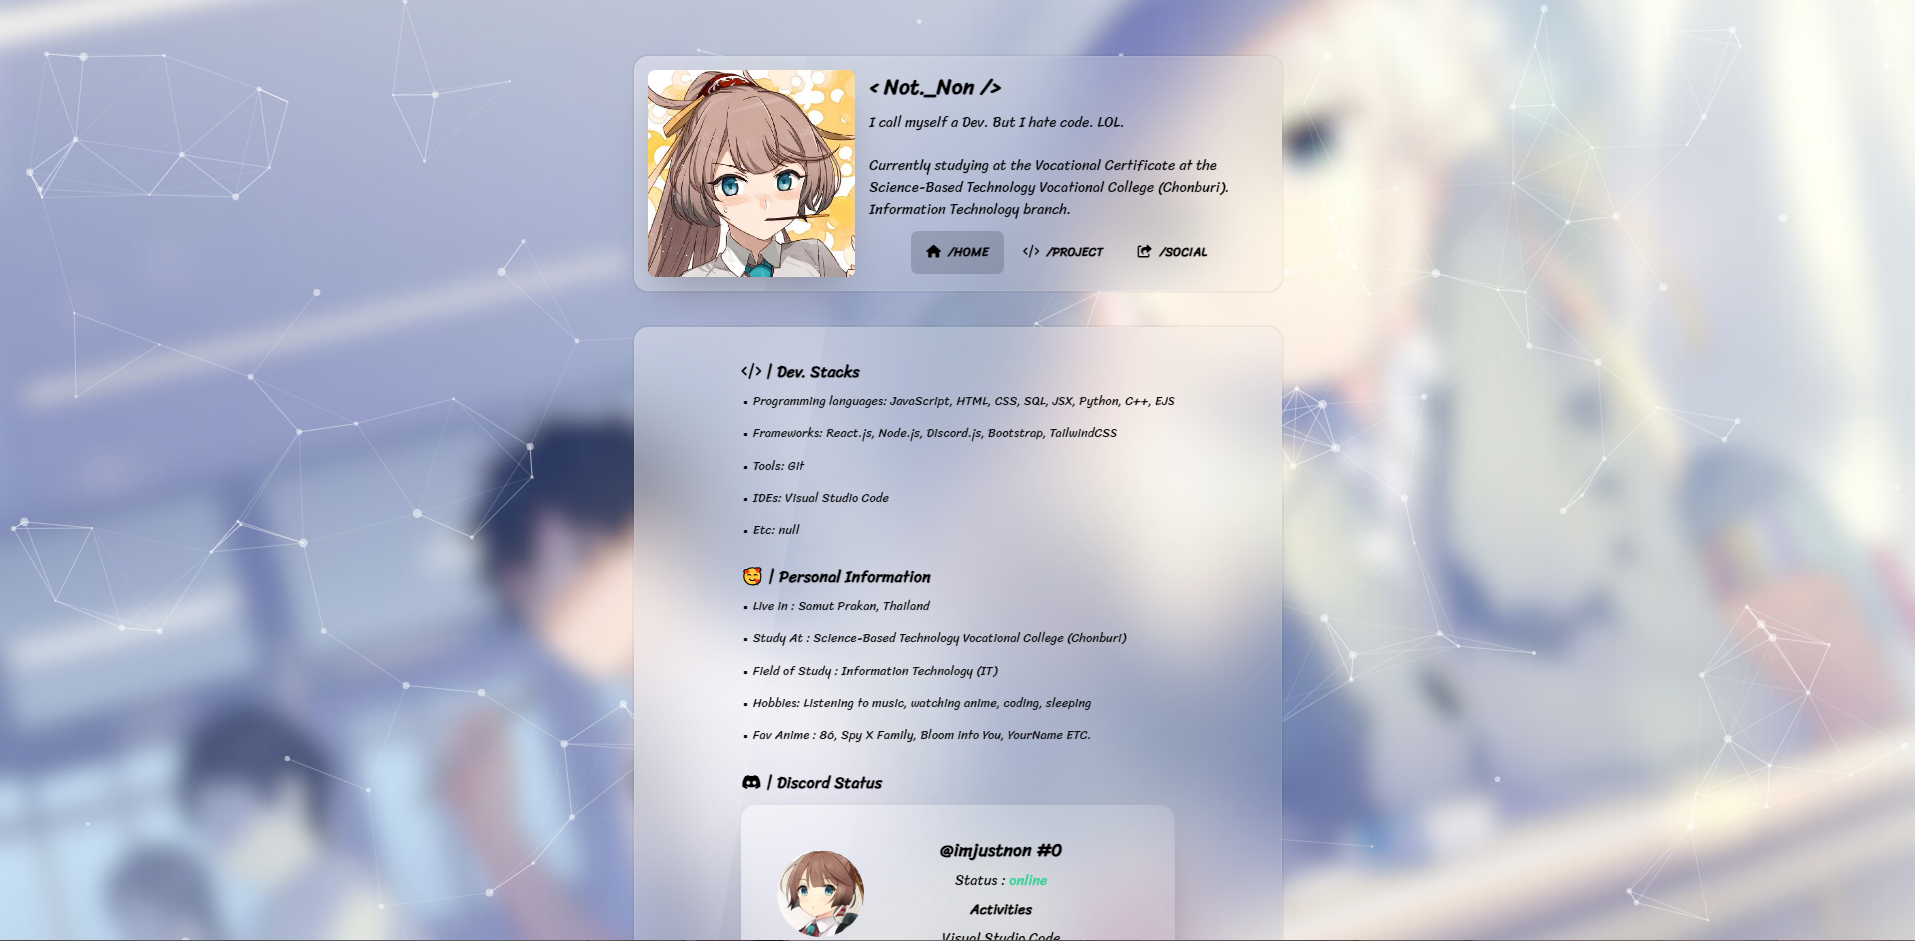 < Not._Non />
I call myself a Dev. But I hate code. LOL.
Currently studying at the Vocational Certificate at the
Science-Based Technology Vocational College (Chonburi).
Information Technology branch.
/HOME </> /PROJECT /SOCIAL
</> | Dev. Stacks
▪ Programming languages: JavaScript, HTML, CSS, SQL, JSX, Python, C++, EJS
▪ Frameworks: React.js, Node.js, Discord.js, Bootstrap, TailwindCSS
▪ Tools: Git
▪ IDEs: Visual Studio Code
▪ Etc: null
🥰 | Personal Information
▪ Live in : Samut Prakan, Thailand
▪ Study At : Science-Based Technology Vocational College (Chonburi)
▪ Field of Study : Information Technology (IT)
▪ Hobbies: Listening to music, watching anime, coding, sleeping
▪ Fav Anime : 86, Spy X Family, Bloom Into You, YourName ETC.
| Discord Status
@imjustnon #0
Status : online
Activities
Visual Studio Code